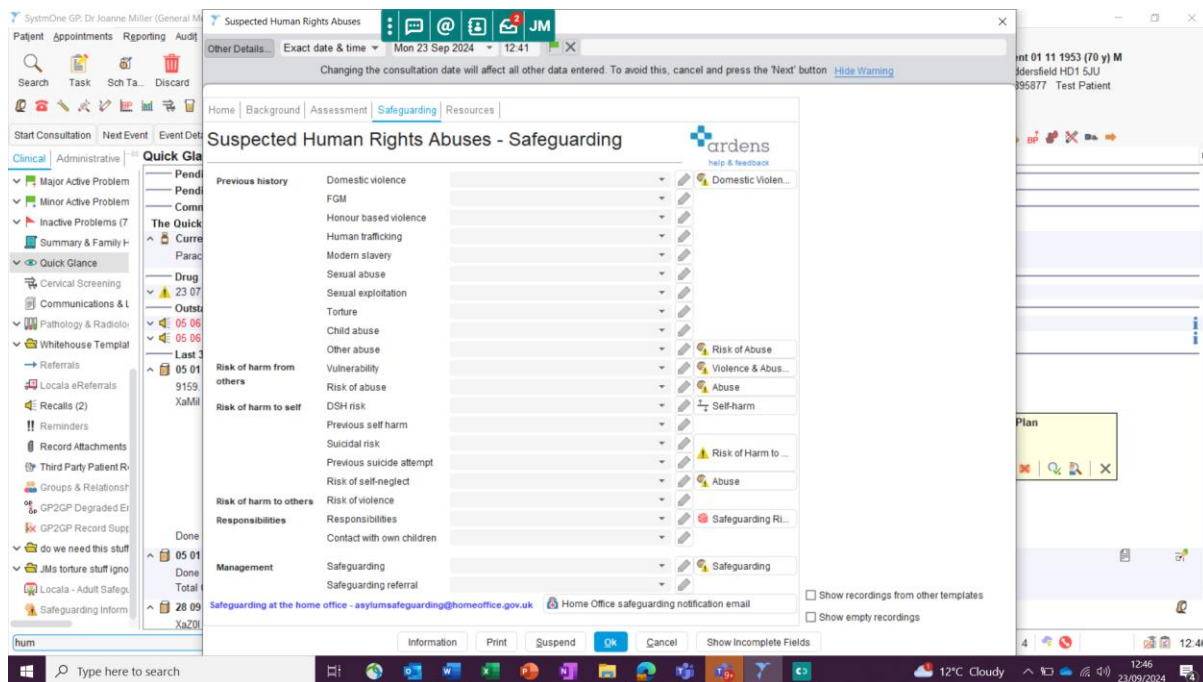 SystmOne GP: Dr Joanne Miller (General M
Patient Appointments Reporting Audit
Search Task Sch Ta... Discard
Start Consultation Next Event Event Det
Clinical Administrative
Major Active Problem
Minor Active Problem
Inactive Problems (7
Summary & Family H
Quick Glance
Cervical Screening
Communications & L
Pathology & Radiolo
Whitehouse Templat
Referrals
Locala eReferrals
Recalls (2)
Reminders
Record Attachments
Third Party Patient R
Groups & Relationsh
GP2GP Degraded Er
GP2GP Record Supp
do we need this stuff
JMs torture stuff igno
Locala - Adult Safegu
Safeguarding Inform
hum
Quick Gla
Pendi
Pendi
Comm
The Quick
Curre
Parac
Drug
23 07
Outsta
05 06
05 06
Last 3
05 01
9159.
XaMil
Done
05 01
Done
Total
28 09
XaZ0l
Suspected Human Rights Abuses
2 JM
Other Details... Exact date & time Mon 23 Sep 2024 12:41
Changing the consultation date will affect all other data entered. To avoid this, cancel and press the 'Next' button Hide Warning
Home Background Assessment Safeguarding Resources
Suspected Human Rights Abuses - Safeguarding
ardens
help & feedback
Previous history Domestic violence Domestic Violen...
FGM
Honour based violence
Human trafficking
Modern slavery
Sexual abuse
Sexual exploitation
Torture
Child abuse
Other abuse Risk of Abuse
Risk of harm from others Vulnerability Violence & Abus...
Risk of abuse Abuse
Risk of harm to self DSH risk Self-harm
Previous self harm
Suicidal risk Risk of Harm to ...
Previous suicide attempt
Risk of self-neglect Abuse
Risk of harm to others Risk of violence
Responsibilities Responsibilities Safeguarding Ri...
Contact with own children
Management Safeguarding Safeguarding
Safeguarding referral
Safeguarding at the home office - asylumsafeguarding@homeoffice.gov.uk Home Office safeguarding notification email
Show recordings from other templates
Show empty recordings
Information Print Suspend Ok Cancel Show Incomplete Fields
ent 01 11 1953 (70 y) M
ddersfield HD1 5JU
395877 Test Patient
BP
Plan
4 12:46
Type here to search
12°C Cloudy
12:46
23/09/2024